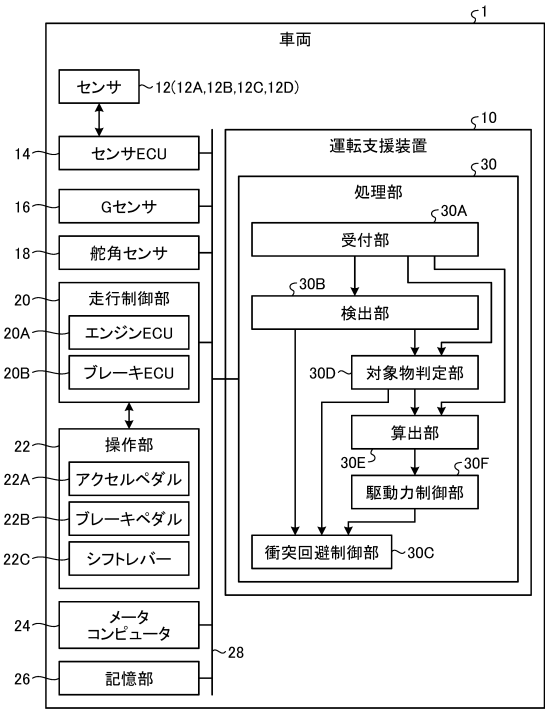 1
車両
センサ
12(12A,12B,12C,12D)
10
14
センサECU
運転支援装置
30
処理部
16
Gセンサ
30A
受付部
18
舵角センサ
20
走行制御部
30B
検出部
20A
エンジンECU
20B
ブレーキECU
30D
対象物判定部
22
操作部
算出部
30E
30F
22A
アクセルペダル
駆動力制御部
22B
ブレーキペダル
22C
シフトレバー
衝突回避制御部
30C
24
メータ
コンピュータ
28
26
記憶部